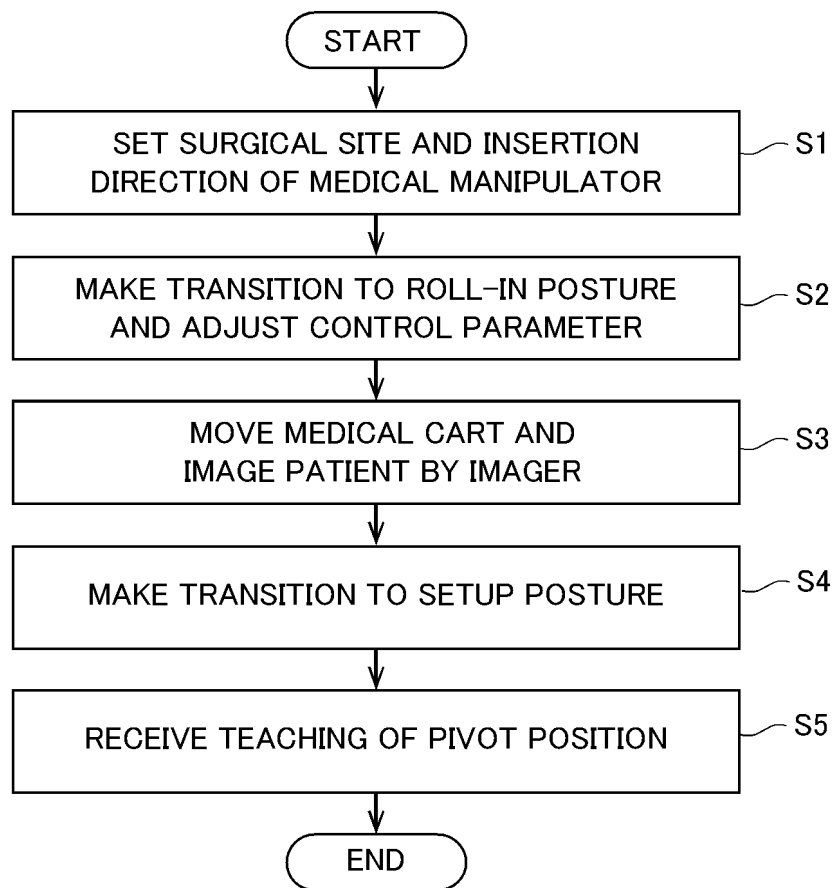 START
SET SURGICAL SITE AND INSERTION
DIRECTION OF MEDICAL MANIPULATOR
S1
MAKE TRANSITION TO ROLL-IN POSTURE
AND ADJUST CONTROL PARAMETER
S2
MOVE MEDICAL CART AND
IMAGE PATIENT BY IMAGER
S3
MAKE TRANSITION TO SETUP POSTURE
S4
RECEIVE TEACHING OF PIVOT POSITION
S5
END